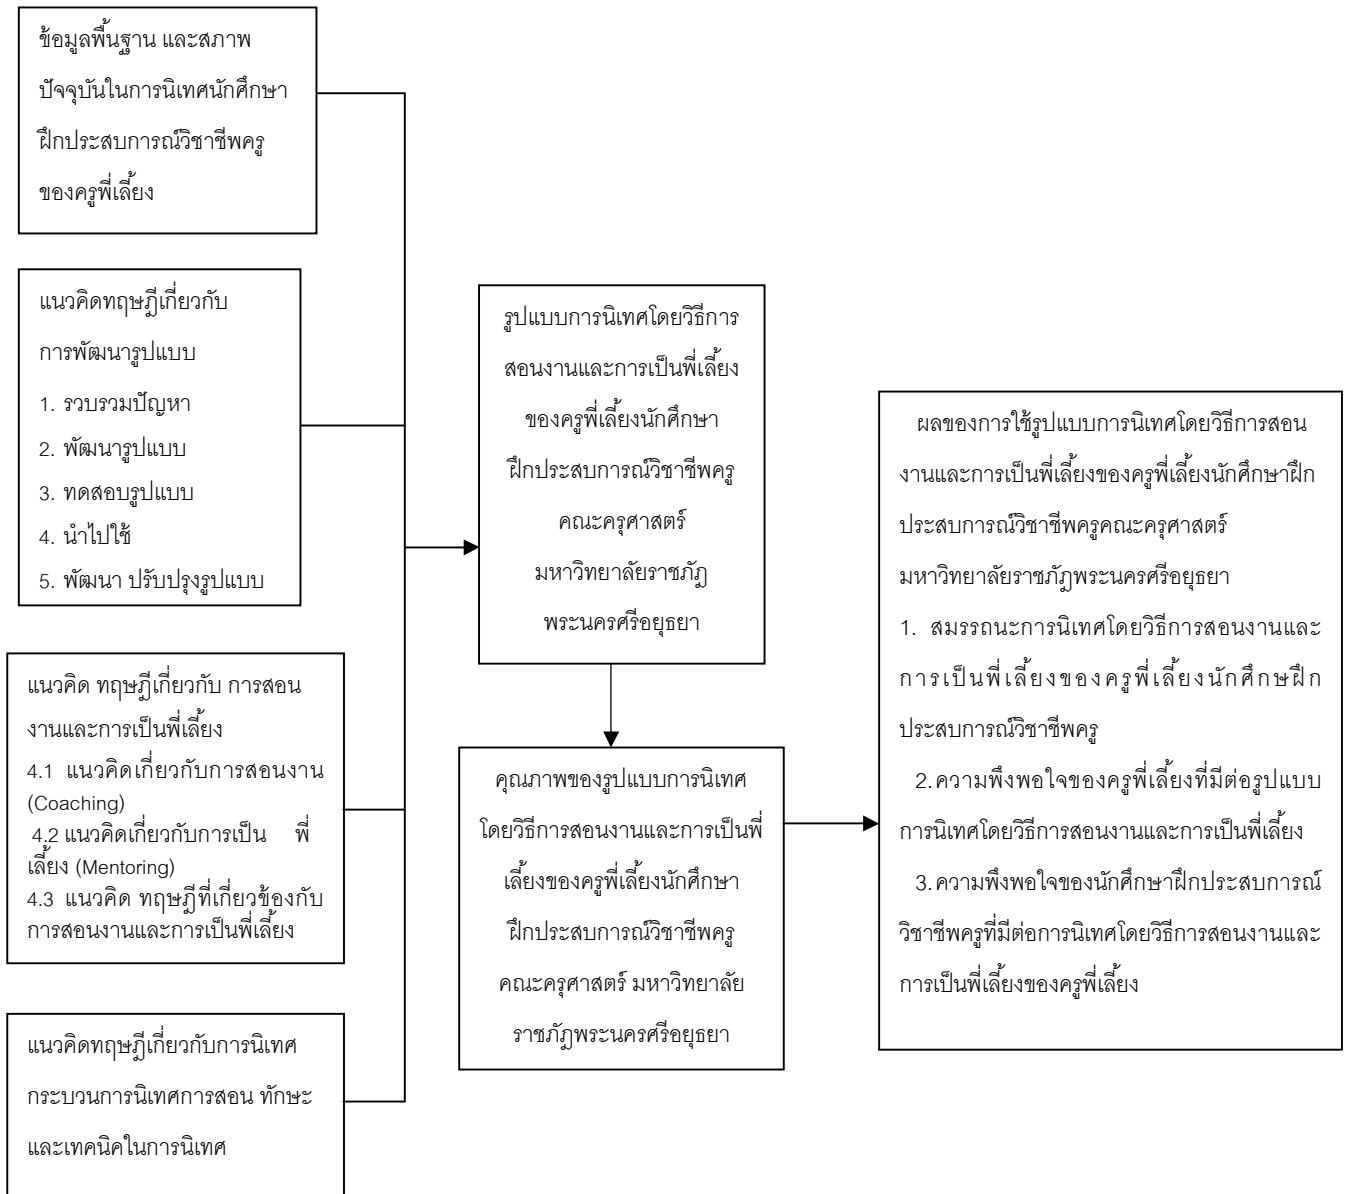 ข้อมูลพื้นฐาน และสภาพ
ปัจจุบันในการนิเทศนักศึกษา
ฝึกประสบการณ์วิชาชีพครู
ของครูพี่เลี้ยง
แนวคิดทฤษฎีเกี่ยวกับ
การพัฒนารูปแบบ
1. รวบรวมปัญหา
2. พัฒนารูปแบบ
3. ทดสอบรูปแบบ
4. นำไปใช้
5. พัฒนา ปรับปรุงรูปแบบ
แนวคิด ทฤษฎีเกี่ยวกับ การสอน
งานและการเป็นพี่เลี้ยง
4.1 แนวคิดเกี่ยวกับการสอนงาน
(Coaching)
4.2 แนวคิดเกี่ยวกับการเป็น พี่
เลี้ยง (Mentoring)
4.3 แนวคิด ทฤษฎีที่เกี่ยวข้องกับ
การสอนงานและการเป็นพี่เลี้ยง
แนวคิดทฤษฎีเกี่ยวกับการนิเทศ
กระบวนการนิเทศการสอน ทักษะ
และเทคนิคในการนิเทศ
รูปแบบการนิเทศโดยวิธีการ
สอนงานและการเป็นพี่เลี้ยง
ของครูพี่เลี้ยงนักศึกษา
ฝึกประสบการณ์วิชาชีพครู
คณะครุศาสตร์
มหาวิทยาลัยราชภัฏ
พระนครศรีอยุธยา
คุณภาพของรูปแบบการนิเทศ
โดยวิธีการสอนงานและการเป็นพี่
เลี้ยงของครูพี่เลี้ยงนักศึกษา
ฝึกประสบการณ์วิชาชีพครู
คณะครุศาสตร์ มหาวิทยาลัย
ราชภัฏพระนครศรีอยุธยา
ผลของการใช้รูปแบบการนิเทศโดยวิธีการสอน
งานและการเป็นพี่เลี้ยงของครูพี่เลี้ยงนักศึกษาฝึก
ประสบการณ์วิชาชีพครูคณะครุศาสตร์
มหาวิทยาลัยราชภัฏพระนครศรีอยุธยา
1. สมรรถนะการนิเทศโดยวิธีการสอนงานและ
การเป็นพี่เลี้ยงของครูพี่เลี้ยงนักศึกษฝึก
ประสบการณ์วิชาชีพครู
2. ความพึงพอใจของครูพี่เลี้ยงที่มีต่อรูปแบบ
การนิเทศโดยวิธีการสอนงานและการเป็นพี่เลี้ยง
3. ความพึงพอใจของนักศึกษาฝึกประสบการณ์
วิชาชีพครูที่มีต่อการนิเทศโดยวิธีการสอนงานและ
การเป็นพี่เลี้ยงของครูพี่เลี้ยง